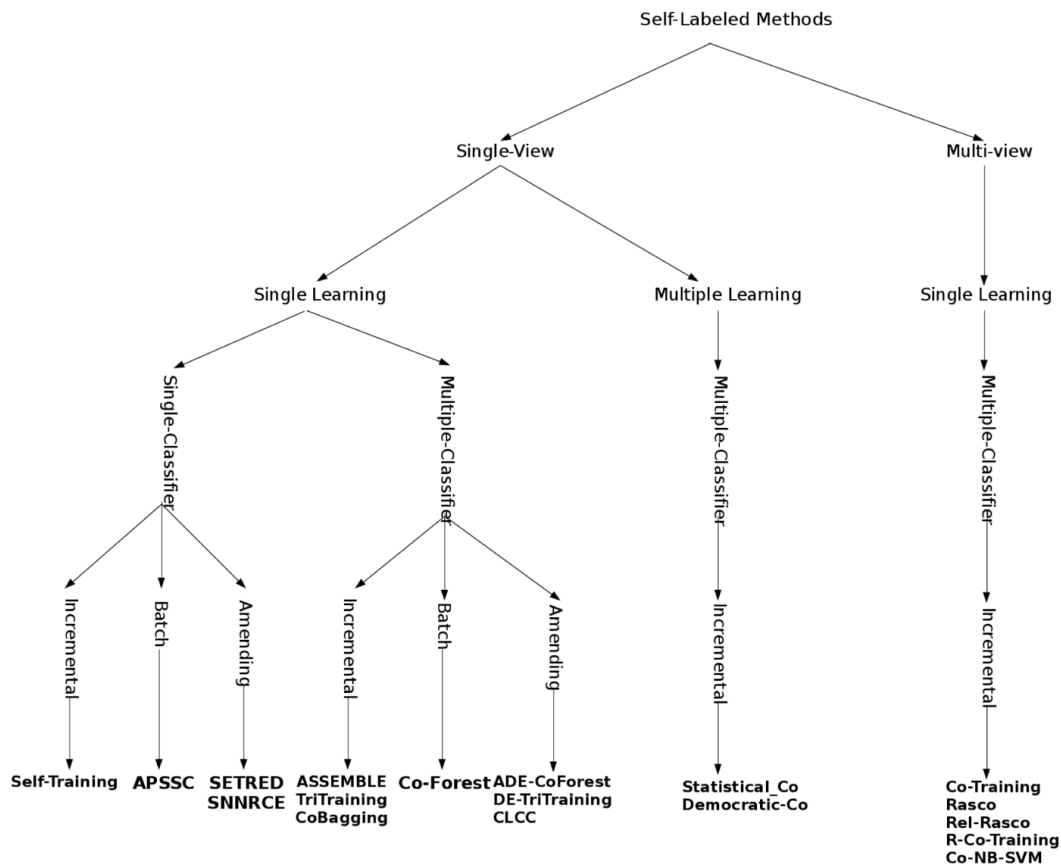 Self-Labeled Methods
Single-View
Multi-view
Single Learning
Multiple Learning
Single Learning
Single-Classifier
Multiple-Classifier
Multiple-Classifier
Multiple-Classifier
Incremental
Batch
Amending
Incremental
Batch
Amending
Incremental
Incremental
Self-Training
APSSC
SETRED
SNNRCE
ASSEMBLE
TriTraining
CoBagging
Co-Forest
ADE-CoForest
DE-TriTraining
CLCC
Statistical_Co
Democratic-Co
Co-Training
Rasco
Rel-Rasco
R-Co-Training
Co-NB-SVM